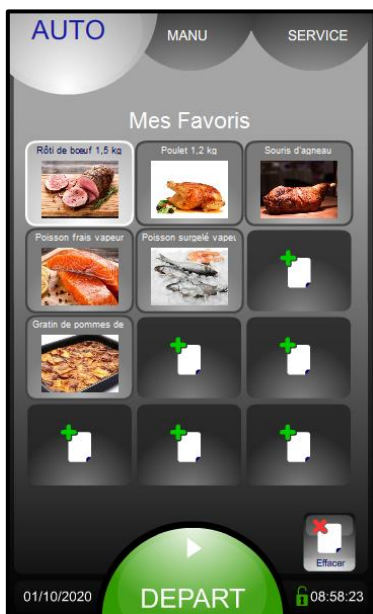 AUTO MANU SERVICE
Mes Favoris
Rôti de bœuf 1,5 kg Poulet 1,2 kg Souris d'agneau
Poisson frais vapeur Poisson surgelé vapeu
Gratin de pommes de
Effacer
01/10/2020 DEPART 08:58:23